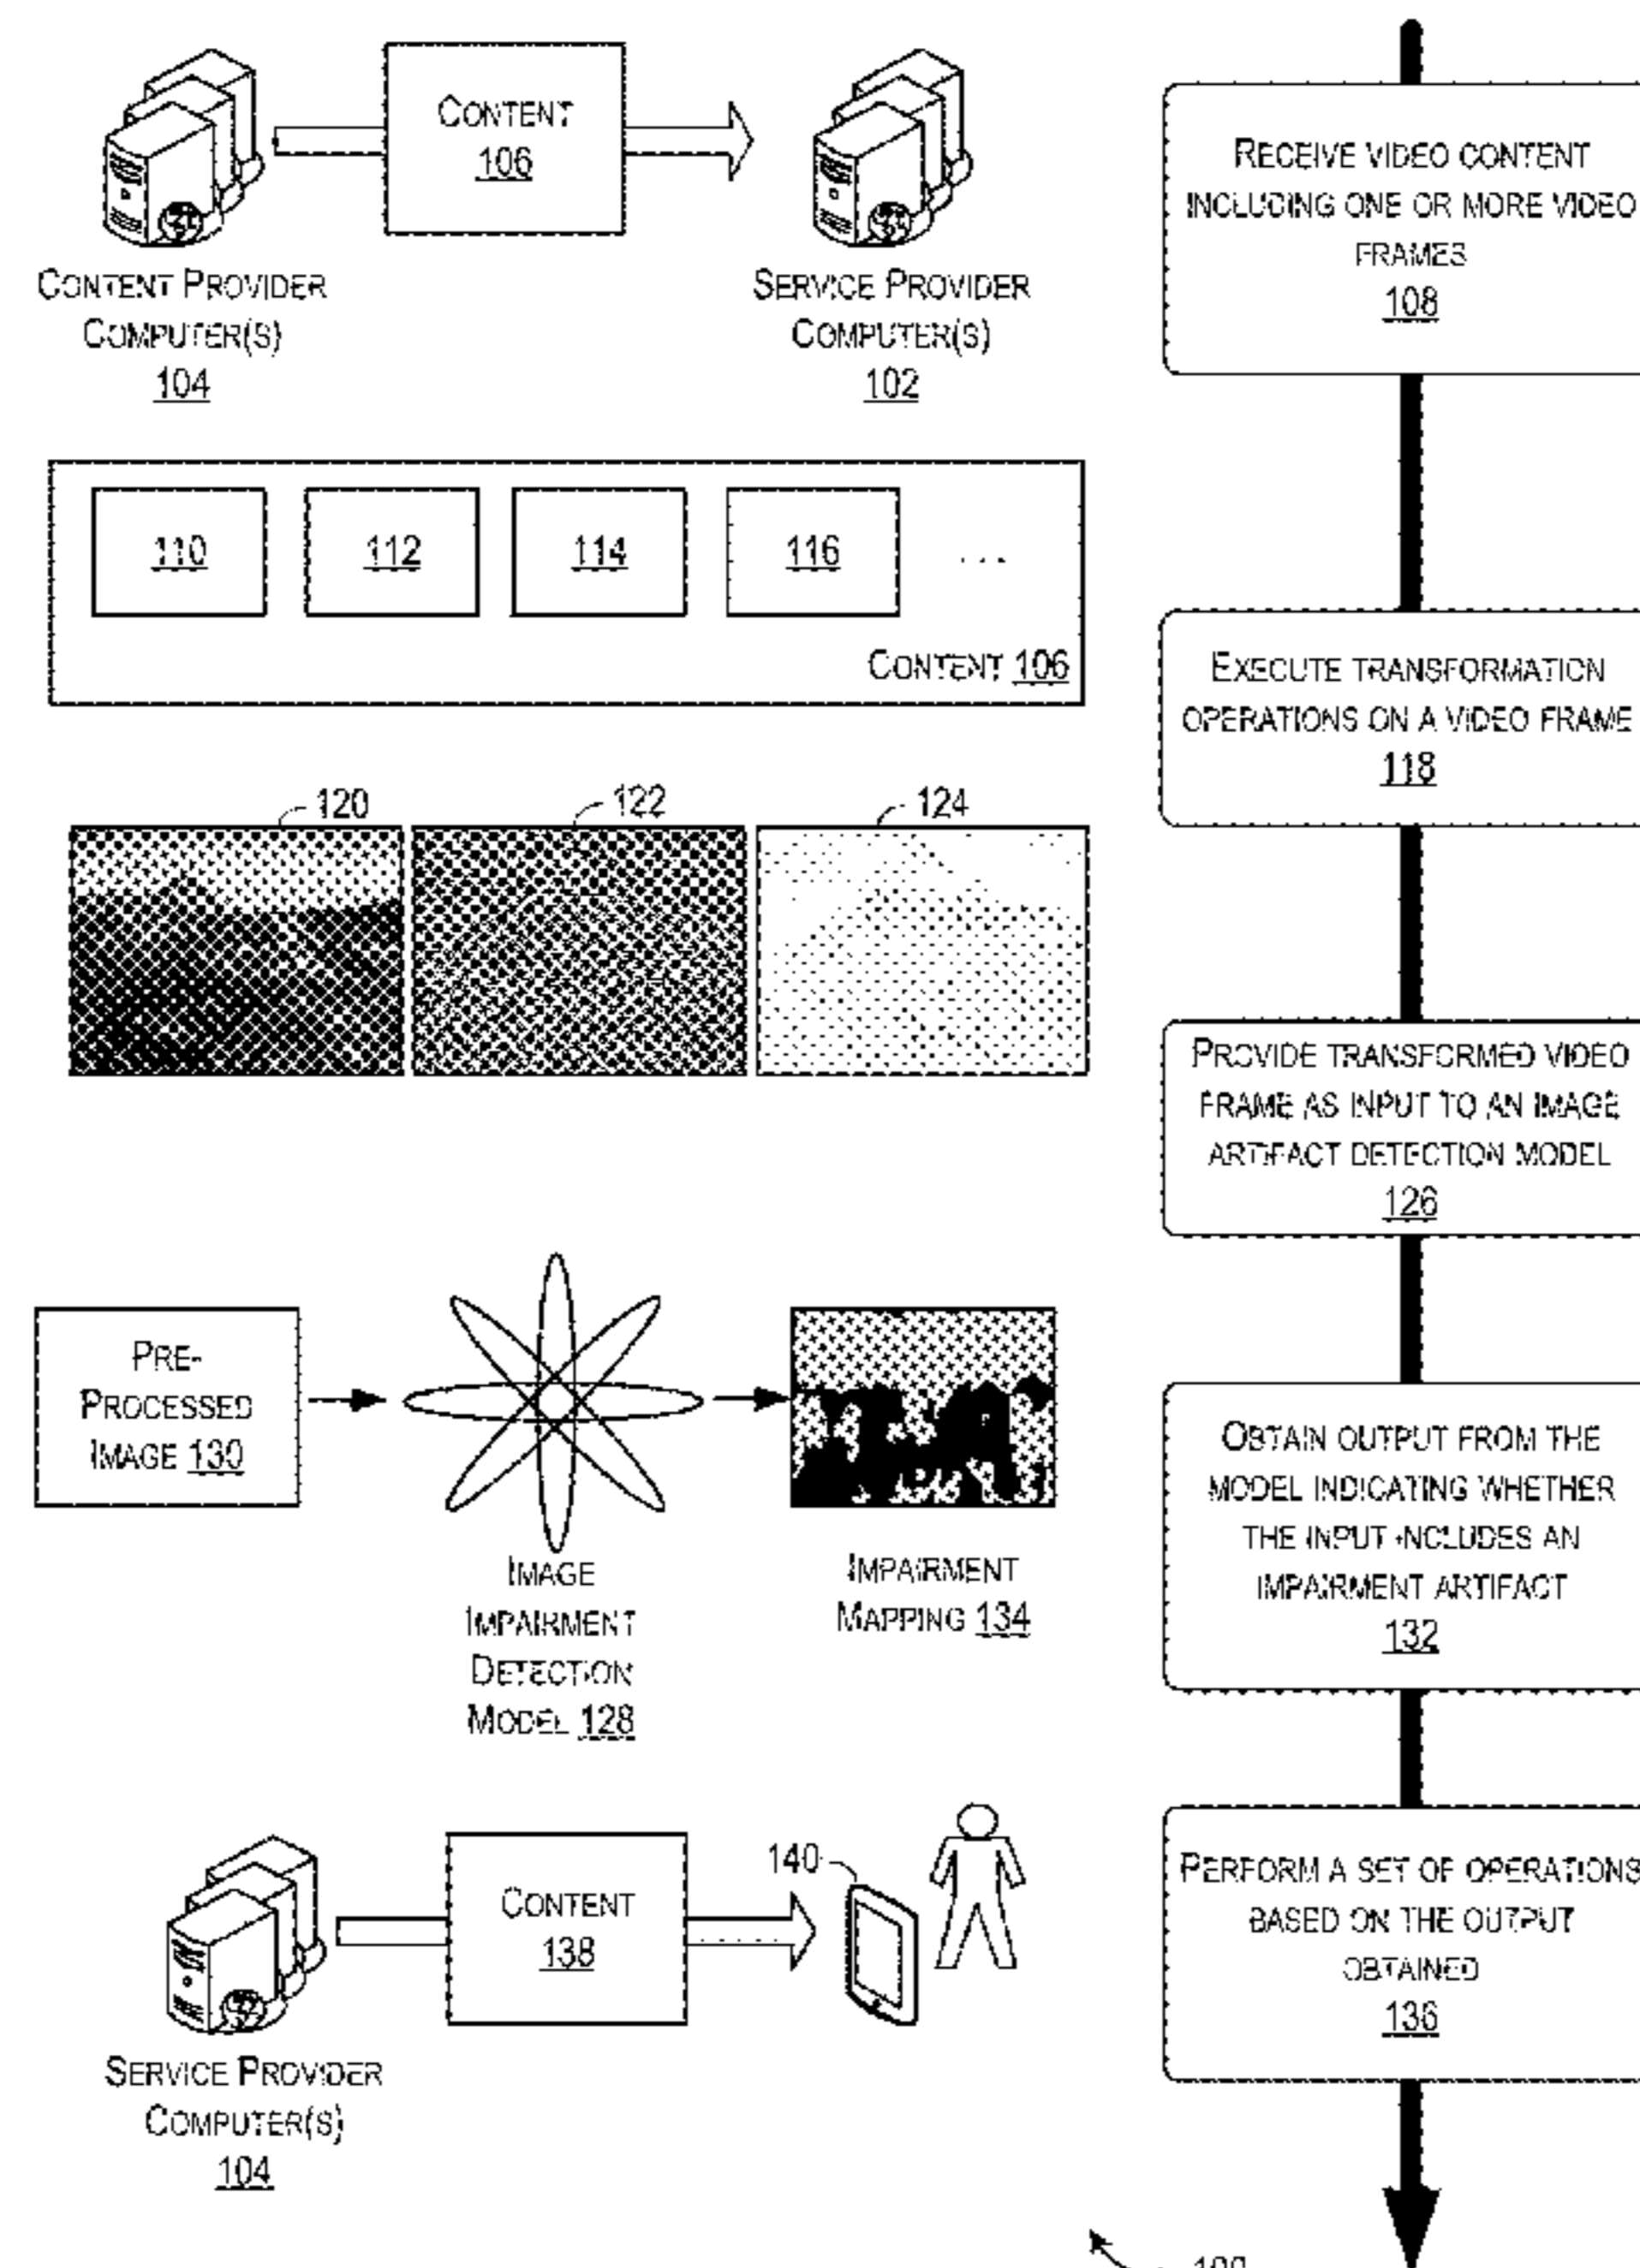 CONTENT
106
CONTENT PROVIDER
COMPUTER(S)
104
SERVICE PROVIDER
COMPUTER(S)
102
RECEIVE VIDEO CONTENT
INCLUDING ONE OR MORE VIDEO
FRAMES
108
110
112
114
116
...
CONTENT 106
EXECUTE TRANSFORMATION
OPERATIONS ON A VIDEO FRAME
118
120
122
124
PROVIDE TRANSFORMED VIDEO
FRAME AS INPUT TO AN IMAGE
ARTIFACT DETECTION MODEL
126
PRE-
PROCESSED
IMAGE 130
IMAGE
IMPAIRMENT
DETECTION
MODEL 128
IMPAIRMENT
MAPPING 134
OBTAIN OUTPUT FROM THE
MODEL INDICATING WHETHER
THE INPUT INCLUDES AN
IMPAIRMENT ARTIFACT
132
CONTENT
138
140
SERVICE PROVIDER
COMPUTER(S)
104
PERFORM A SET OF OPERATIONS
BASED ON THE OUTPUT
OBTAINED
136